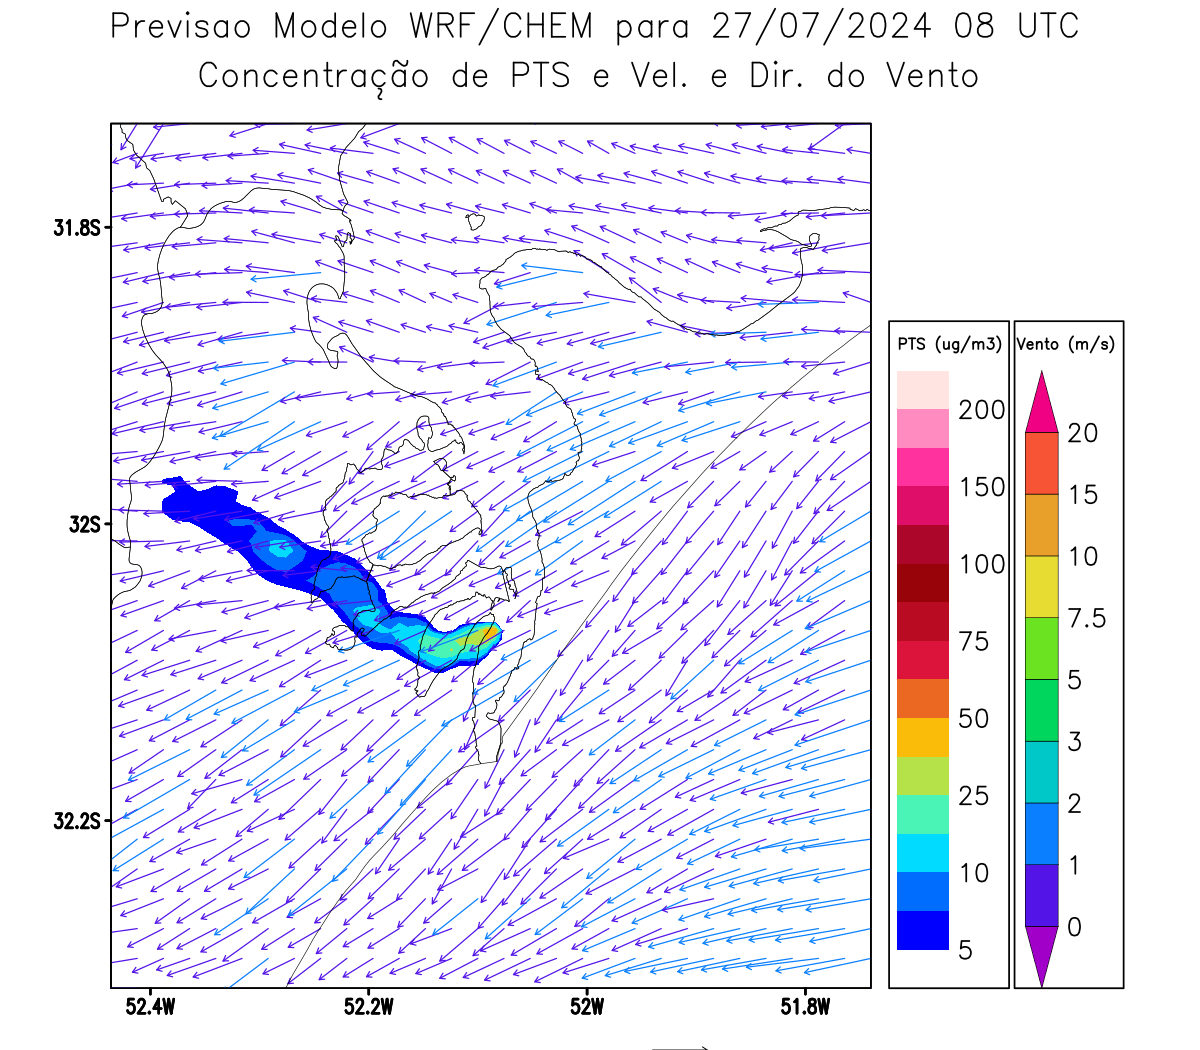 Previsao Modelo WRF/CHEM para 27/07/2024 08 UTC
Concentração de PTS e Vel. e Dir. do Vento
31.8S
32S
32.2S
52.4W
52.2W
52W
51.8W
PTS (ug/m3)
200
150
100
75
50
25
10
5
Vento (m/s)
20
15
10
7.5
5
3
2
1
0